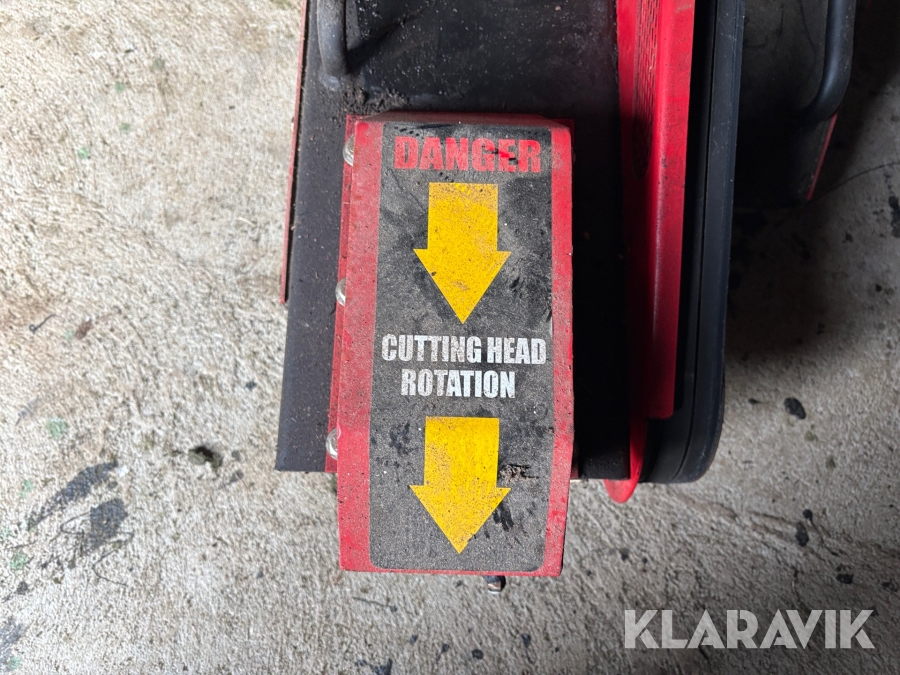 DANGER
CUTTING HEAD
ROTATION
KLARAVIK